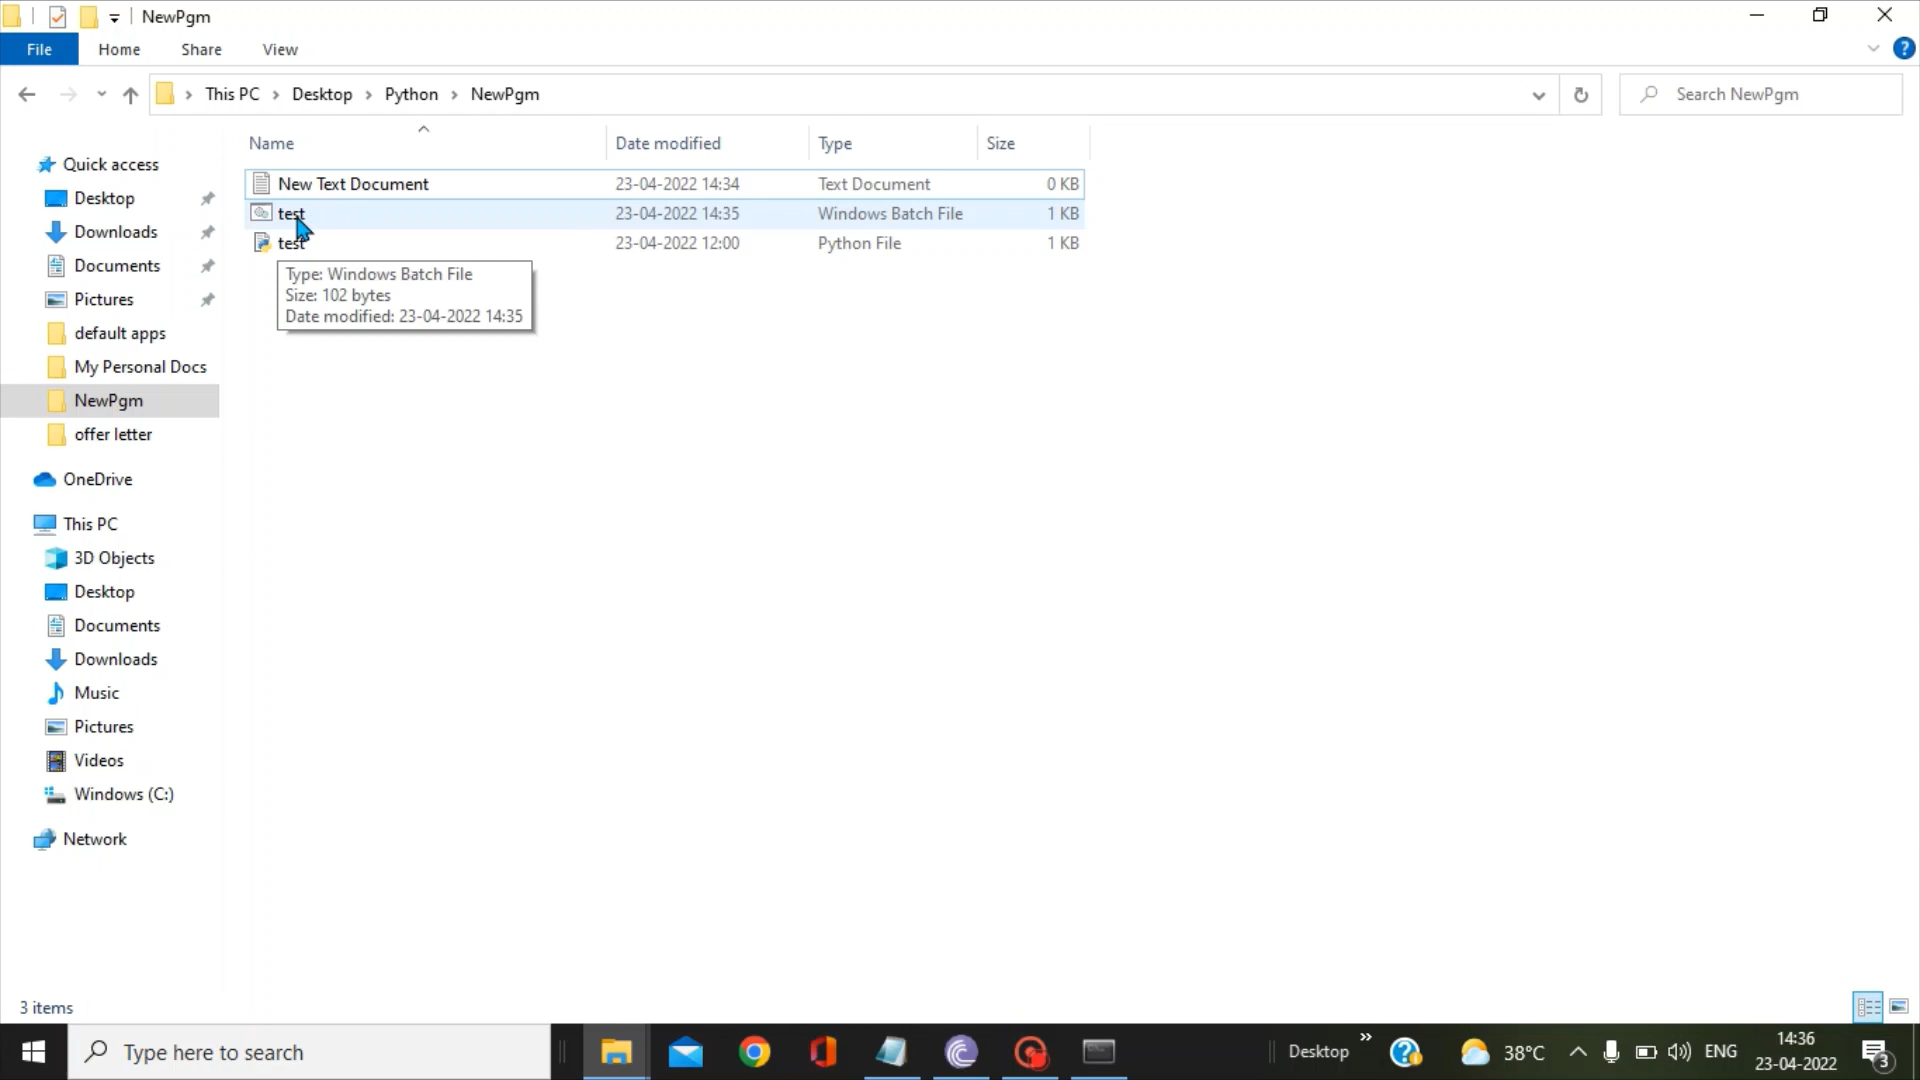 NewPgm
File Home Share View
This PC Desktop Python NewPgm
Search NewPgm
Name Date modified Type Size
New Text Document 23-04-2022 14:34 Text Document 0 KB
test 23-04-2022 14:35 Windows Batch File 1 KB
test 23-04-2022 12:00 Python File 1 KB
Type: Windows Batch File
Size: 102 bytes
Date modified: 23-04-2022 14:35
Quick access
Desktop
Downloads
Documents
Pictures
default apps
My Personal Docs
NewPgm
offer letter
OneDrive
This PC
3D Objects
Desktop
Documents
Downloads
Music
Pictures
Videos
Windows (C:)
Network
3 items
Type here to search
Desktop
38°C
ENG
14:36
23-04-2022
3